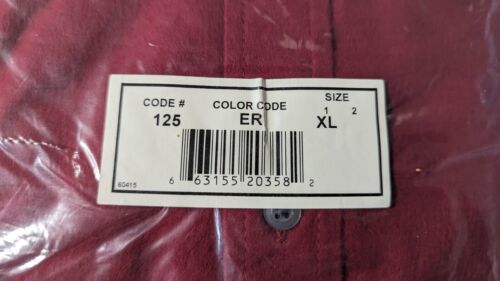 CODE # COLOR CODE SIZE
1 2
125 ER XL
6 63155 20358 2
60415